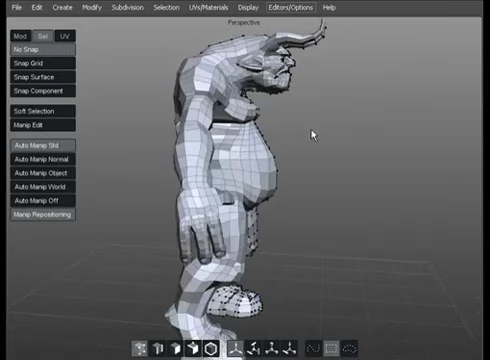 File Edit Create Modify Subdivision Selection UVs/Materials Display Editors/Options Help
Perspective
Mod Sel UV
No Snap
Snap Grid
Snap Surface
Snap Component
Soft Selection
Manip Edit
Auto Manip Std
Auto Manip Normal
Auto Manip Object
Auto Manip World
Auto Manip Off
Manip Repositioning